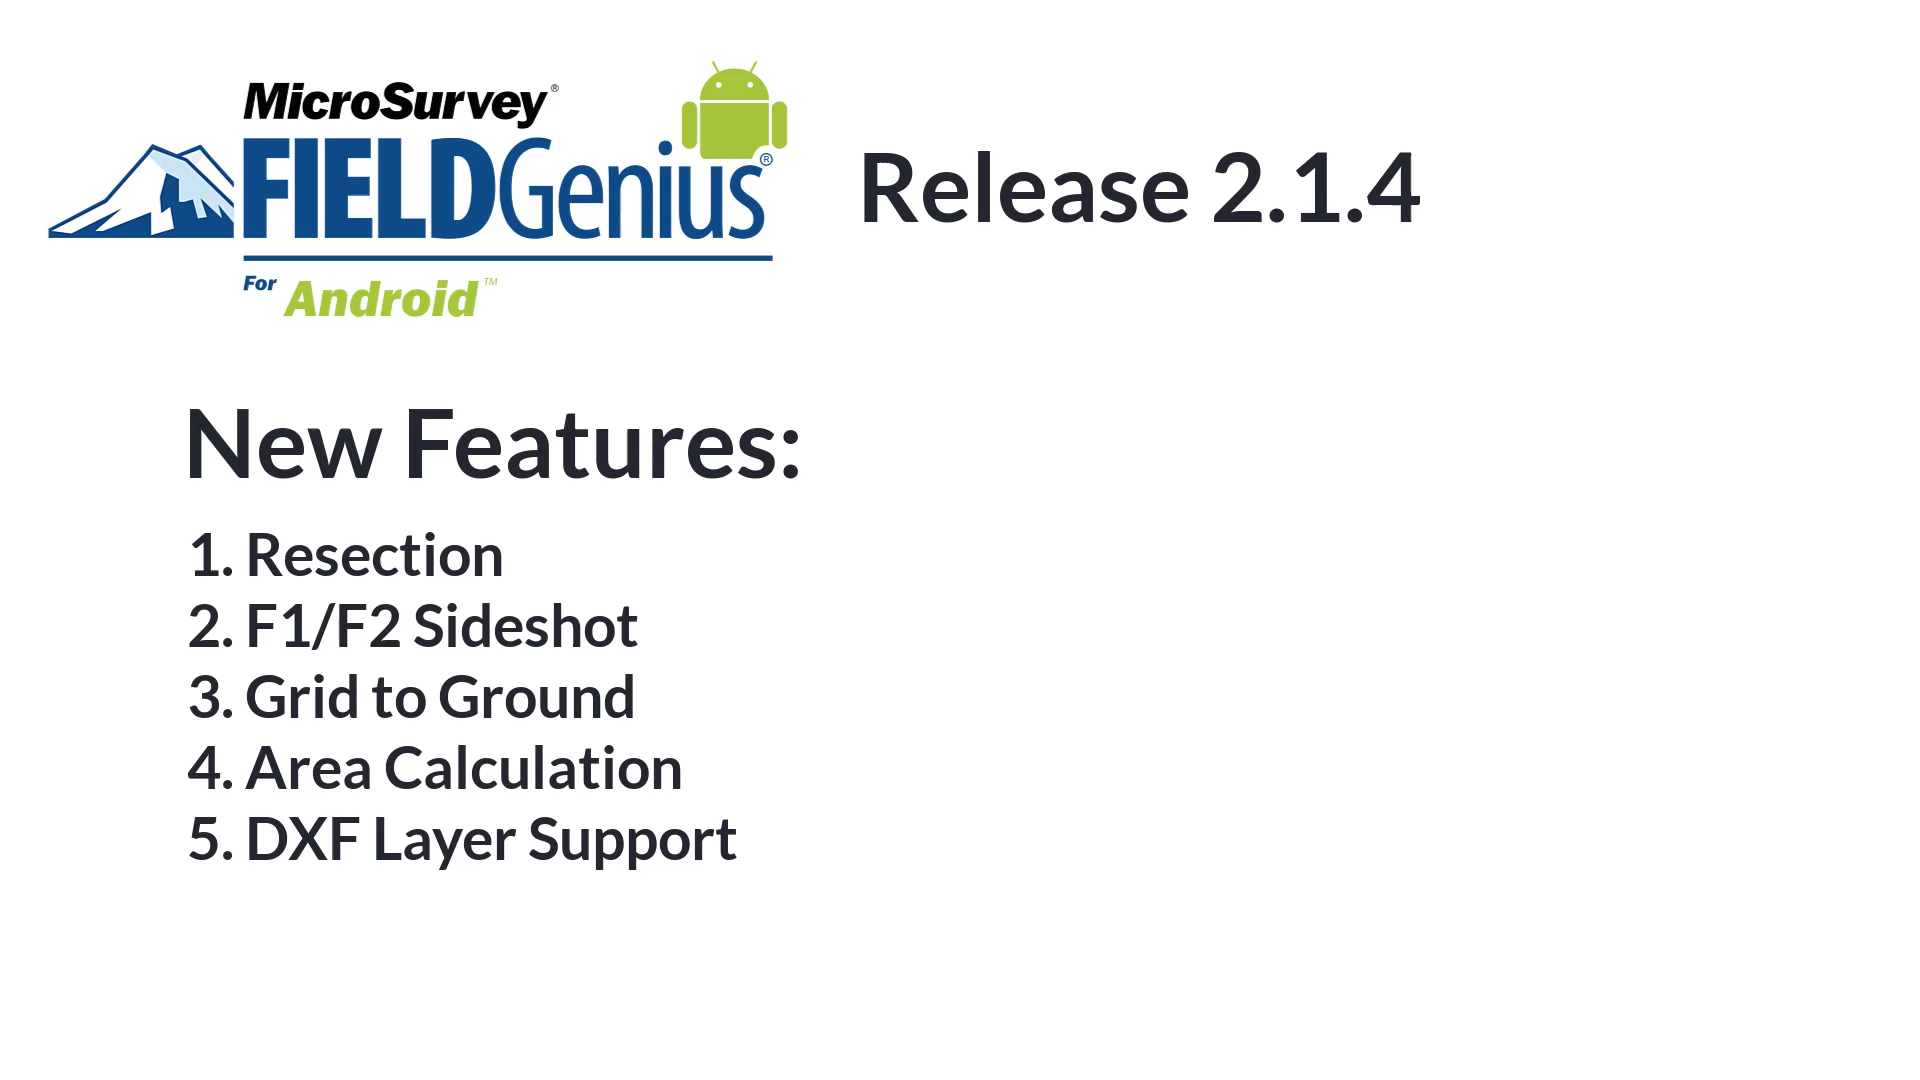 MicroSurvey®
FIELDGenius®
For Android™
Release 2.1.4
New Features:
1. Resection
2. F1/F2 Sideshot
3. Grid to Ground
4. Area Calculation
5. DXF Layer Support